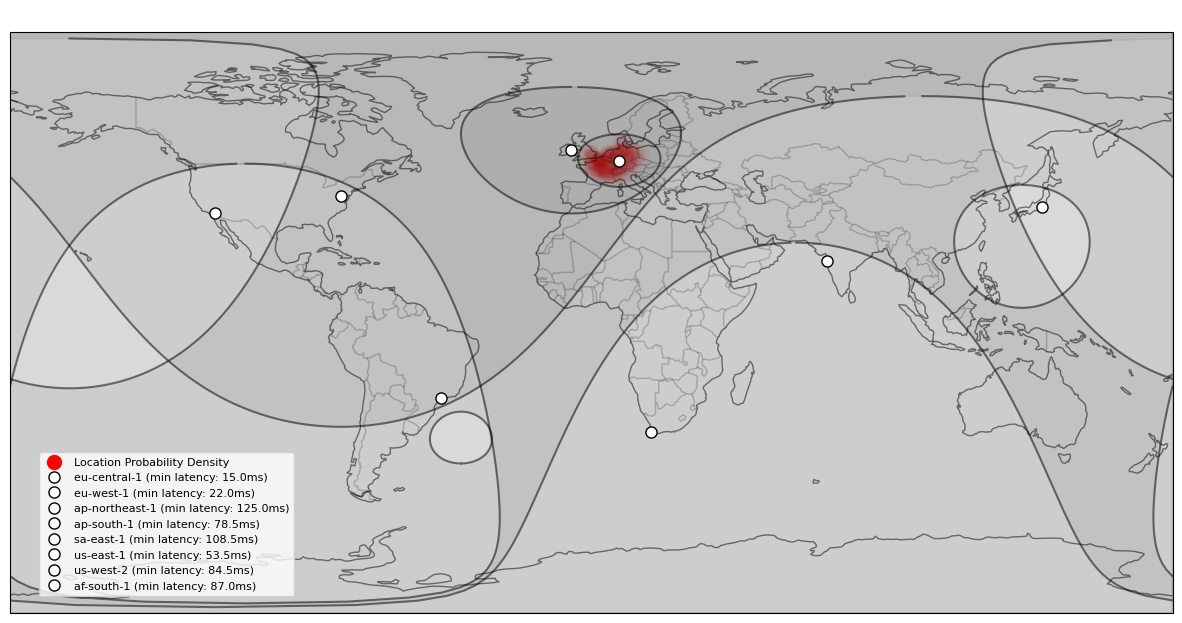 Location Probability Density
eu-central-1 (min latency: 15.0ms)
eu-west-1 (min latency: 22.0ms)
ap-northeast-1 (min latency: 125.0ms)
ap-south-1 (min latency: 78.5ms)
sa-east-1 (min latency: 108.5ms)
us-east-1 (min latency: 53.5ms)
us-west-2 (min latency: 84.5ms)
af-south-1 (min latency: 87.0ms)